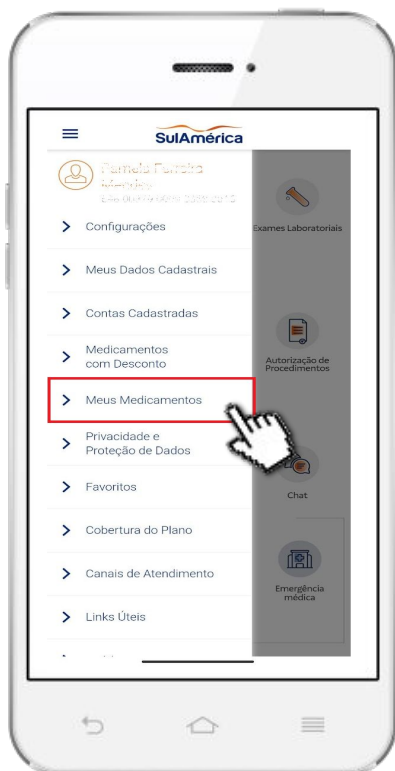 SulAmérica
Configurações
Exames Laboratoriais
Meus Dados Cadastrais
Contas Cadastradas
Medicamentos
com Desconto
Autorização de
Procedimentos
Meus Medicamentos
Privacidade e
Proteção de Dados
Favoritos
Chat
Cobertura do Plano
Canais de Atendimento
Emergência
médica
Links Úteis